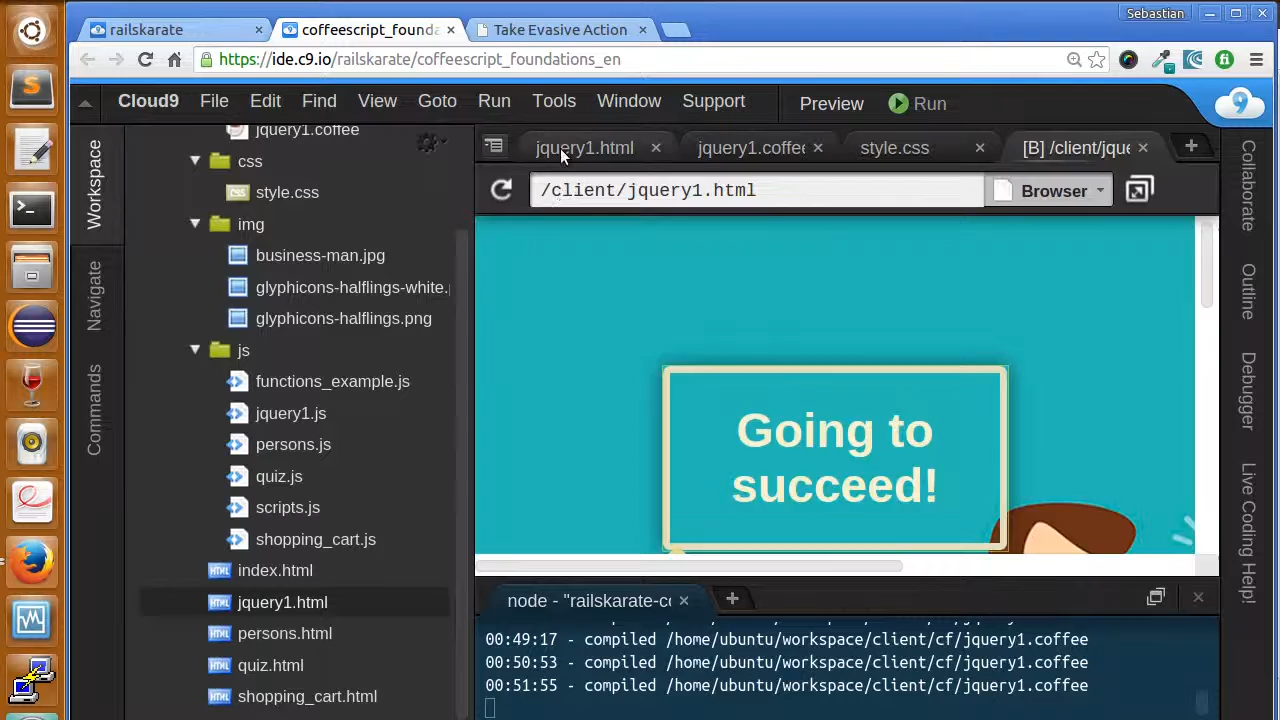 Sebastian
railskarate
coffeescript_founda
Take Evasive Action
https://ide.c9.io/railskarate/coffeescript_foundations_en
Cloud9 File Edit Find View Goto Run Tools Window Support Preview Run
Workspace
Navigate
Commands
jquery1.coffee
css
style.css
img
business-man.jpg
glyphicons-halflings-white.p
glyphicons-halflings.png
js
functions_example.js
jquery1.js
persons.js
quiz.js
scripts.js
shopping_cart.js
index.html
jquery1.html
persons.html
quiz.html
shopping_cart.html
jquery1.html
jquery1.coffee
style.css
[B] /client/jque
/client/jquery1.html
Browser
Going to
succeed!
node - "railskarate-co
00:49:17 - compiled /home/ubuntu/workspace/client/cf/jquery1.coffee
00:50:53 - compiled /home/ubuntu/workspace/client/cf/jquery1.coffee
00:51:55 - compiled /home/ubuntu/workspace/client/cf/jquery1.coffee
Collaborate
Outline
Debugger
Live Coding Help!